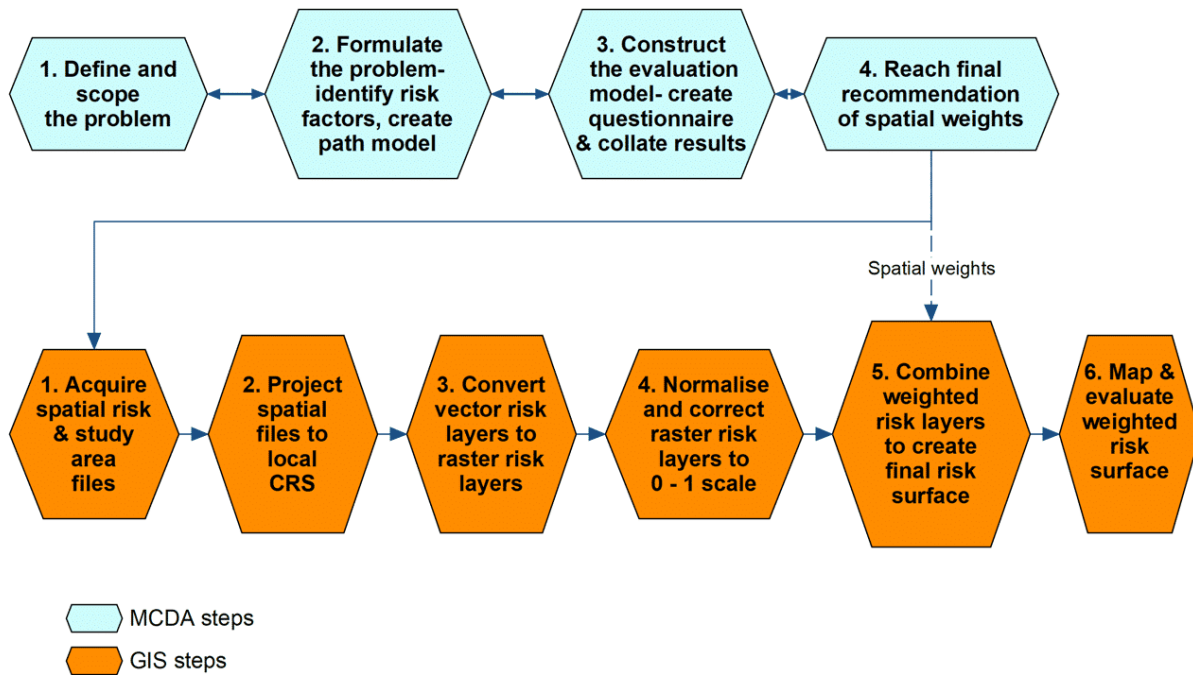 1. Define and
scope
the problem
2. Formulate
the problem-
identify risk
factors, create
path model
3. Construct
the evaluation
model- create
questionnaire
& collate results
4. Reach final
recommendation
of spatial weights
Spatial weights
1. Acquire
spatial risk
& study
area
files
2. Project
spatial
files to
local
CRS
3. Convert
vector risk
layers to
raster risk
layers
4. Normalise
and correct
raster risk
layers to
0 - 1 scale
5. Combine
weighted
risk layers
to create
final risk
surface
6. Map &
evaluate
weighted
risk
surface
MCDA steps
GIS steps